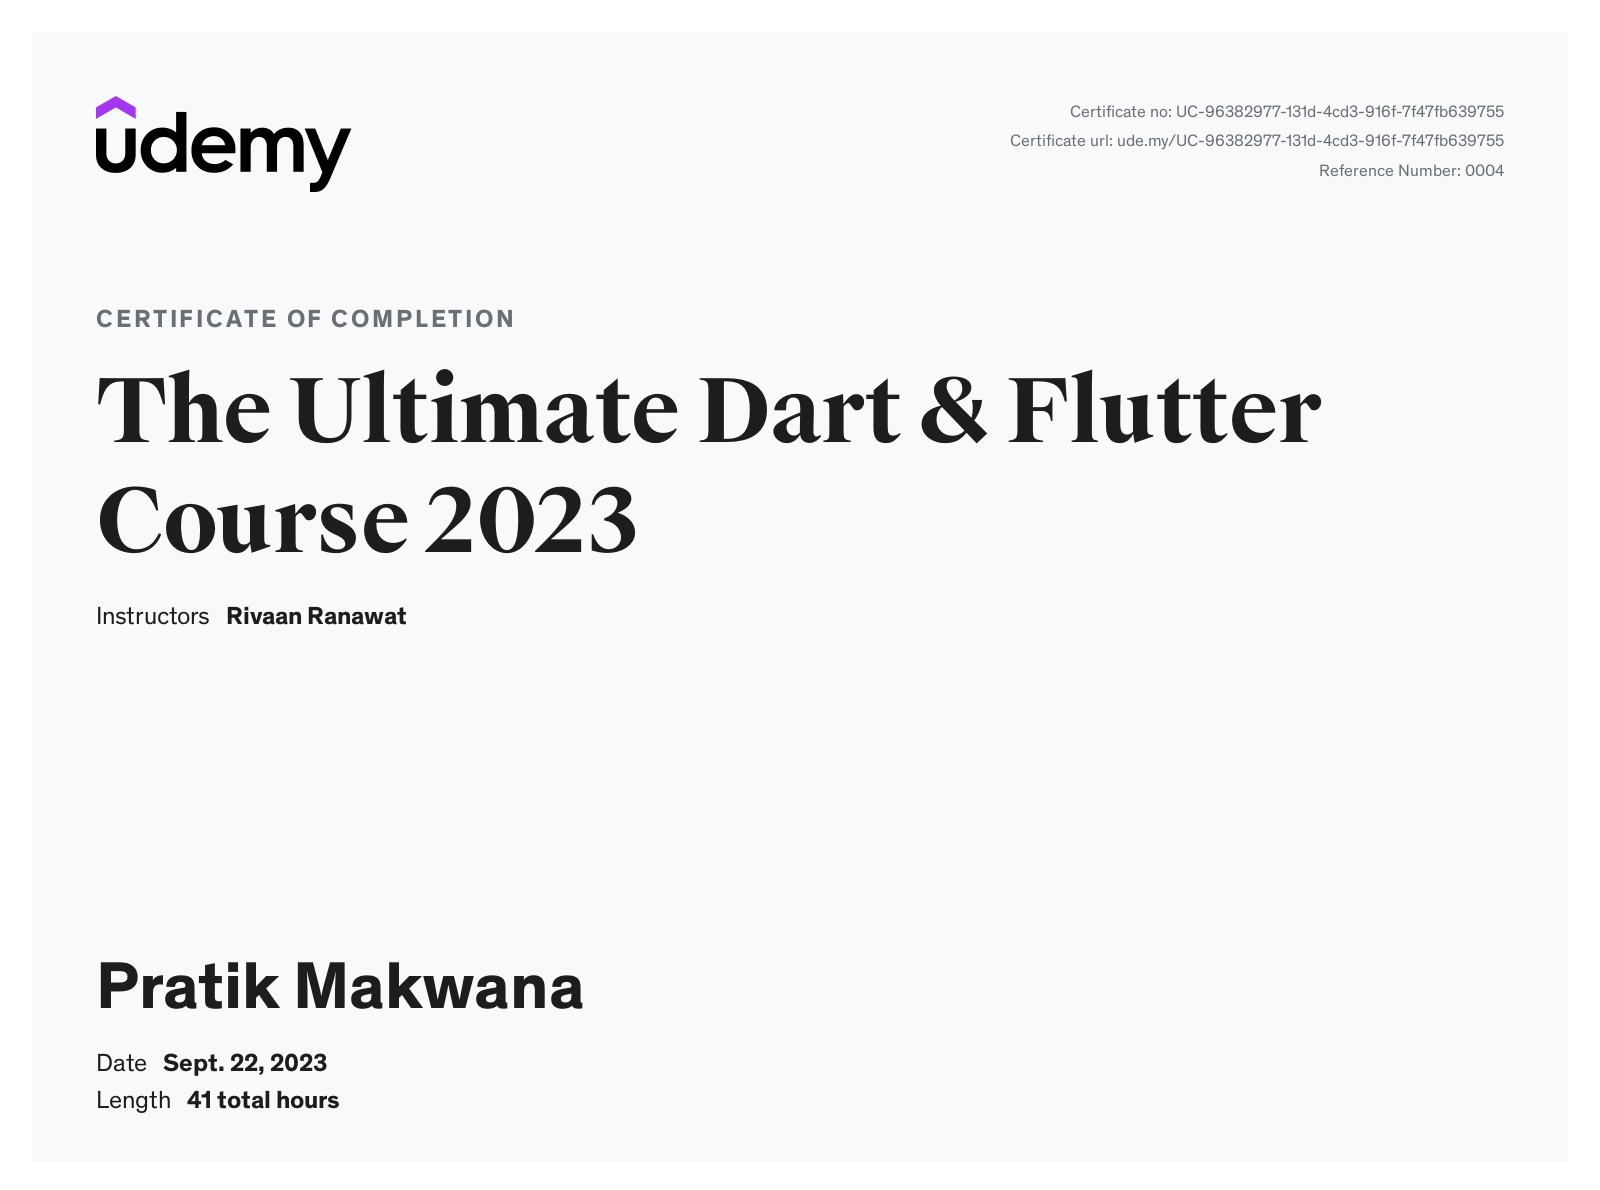 udemy
Certificate no: UC-96382977-131d-4cd3-916f-7f47fb639755
Certificate url: ude.my/UC-96382977-131d-4cd3-916f-7f47fb639755
Reference Number: 0004
CERTIFICATE OF COMPLETION
The Ultimate Dart & Flutter
Course 2023
Instructors Rivaan Ranawat
Pratik Makwana
Date Sept. 22, 2023
Length 41 total hours